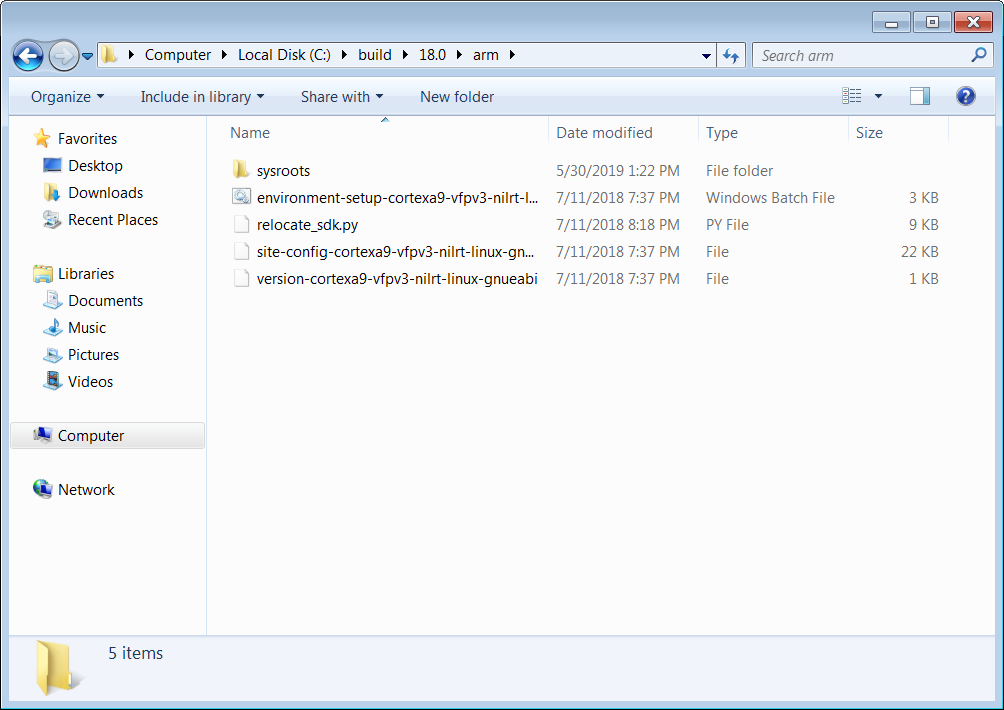 Computer Local Disk (C:) build 18.0 arm
Search arm
Organize Include in library Share with New folder
Favorites
Desktop
Downloads
Recent Places
Libraries
Documents
Music
Pictures
Videos
Computer
Network
Name Date modified Type Size
sysroots 5/30/2019 1:22 PM File folder
environment-setup-cortexa9-vfpv3-nilrt-l... 7/11/2018 7:37 PM Windows Batch File 3 KB
relocate_sdk.py 7/11/2018 8:18 PM PY File 9 KB
site-config-cortexa9-vfpv3-nilrt-linux-gn... 7/11/2018 7:37 PM File 22 KB
version-cortexa9-vfpv3-nilrt-linux-gnueabi 7/11/2018 7:37 PM File 1 KB
5 items